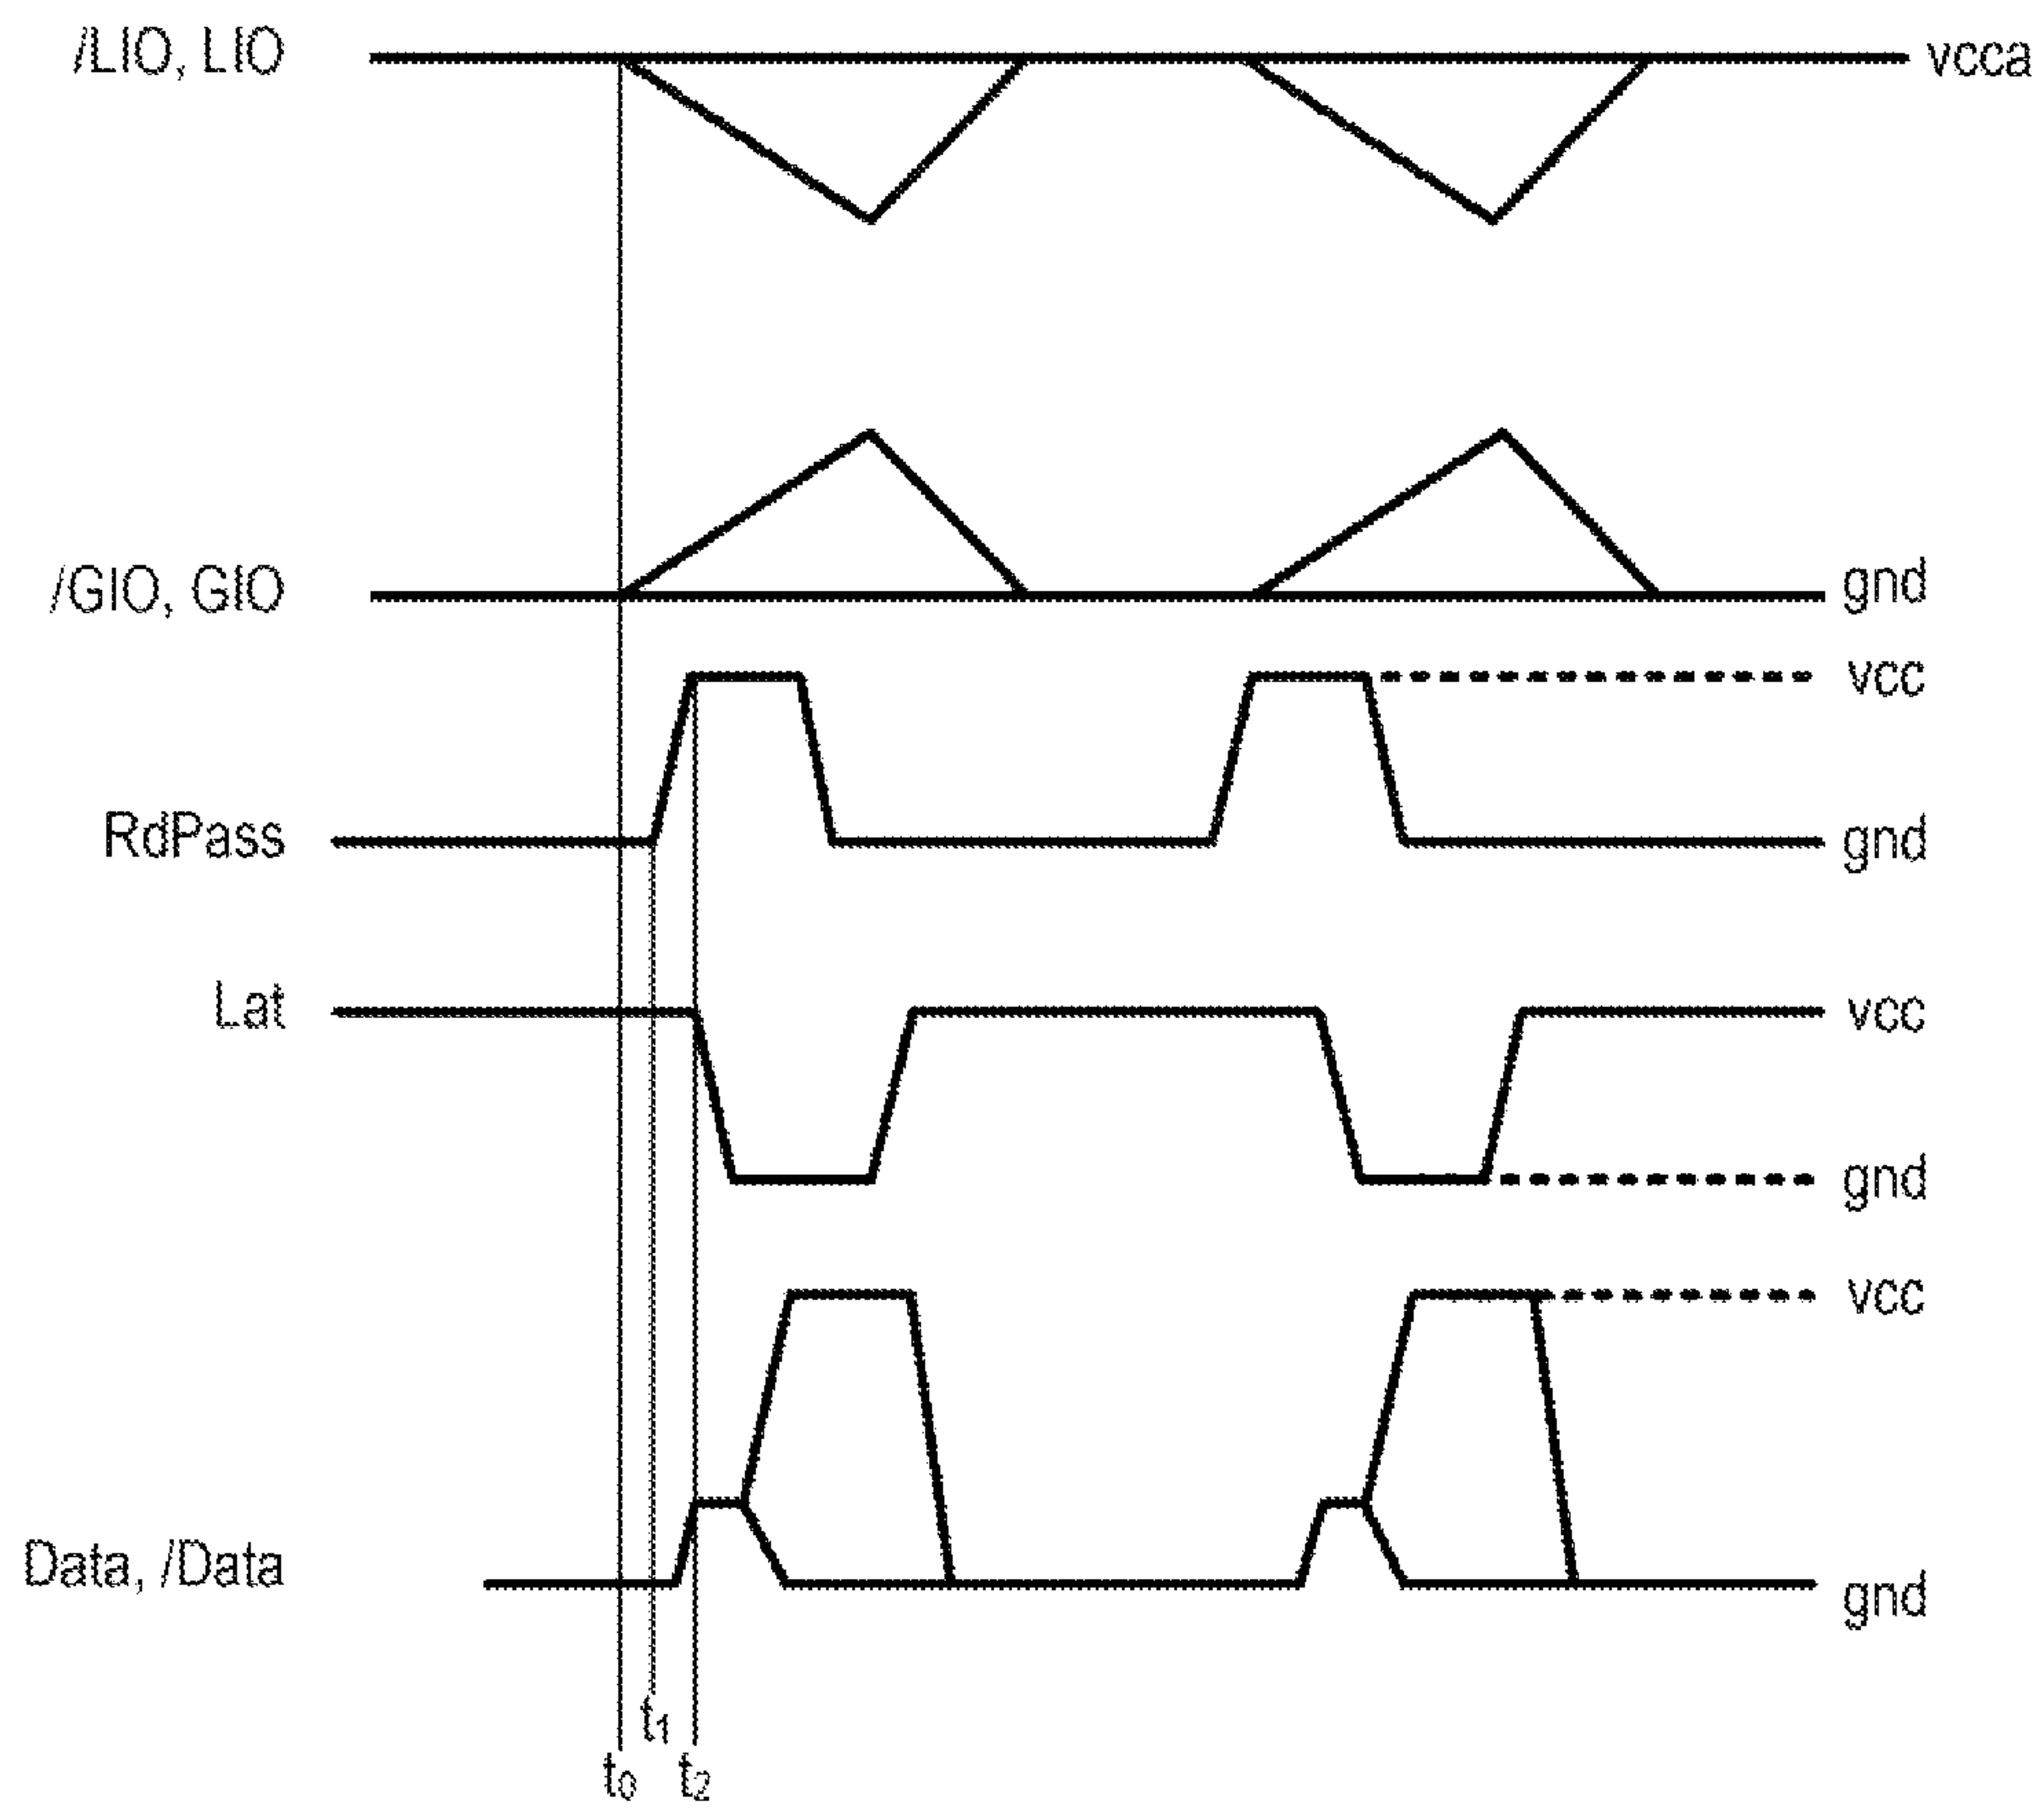 /LIO, LIO
vcca
/GIO, GIO
gnd
vcc
RdPass
gnd
Lat
vcc
gnd
vcc
Data, /Data
gnd
t1
t0
t2